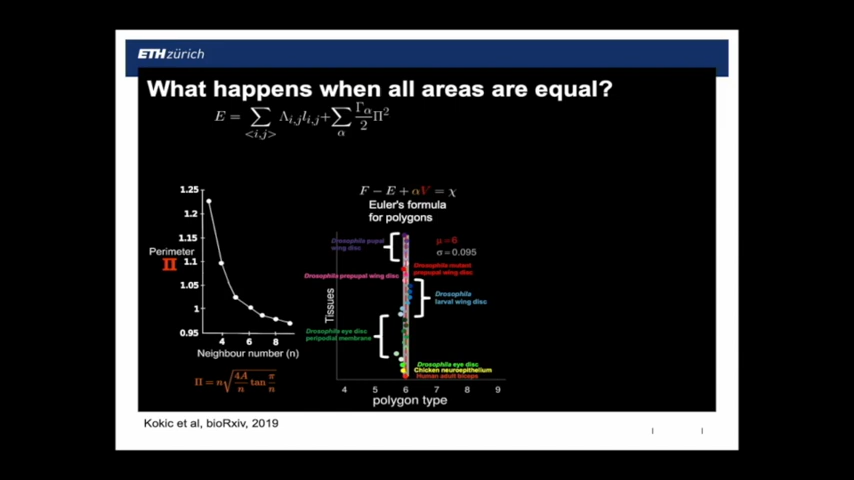 ETH zürich
What happens when all areas are equal?
E = ∑<i,j> Λi,j li,j + ∑α Γα/2 Π²
F − E + αV = χ
Euler's formula
for polygons
1.25
1.2
1.15
1.1
1.05
1
0.95
Perimeter
Π
4 6 8
Neighbour number (n)
Π = n√(4A/n tan π/n)
Tissues
Drosophila pupal
wing disc
μ = 6
σ = 0.095
Drosophila prepupal wing disc
Drosophila mutant
prepupal wing disc
Drosophila
larval wing disc
Drosophila eye disc
peripodial membrane
Drosophila eye disc
Chicken neuroepithelium
Human adult biceps
4 5 6 7 8 9
polygon type
Kokic et al, bioRxiv, 2019